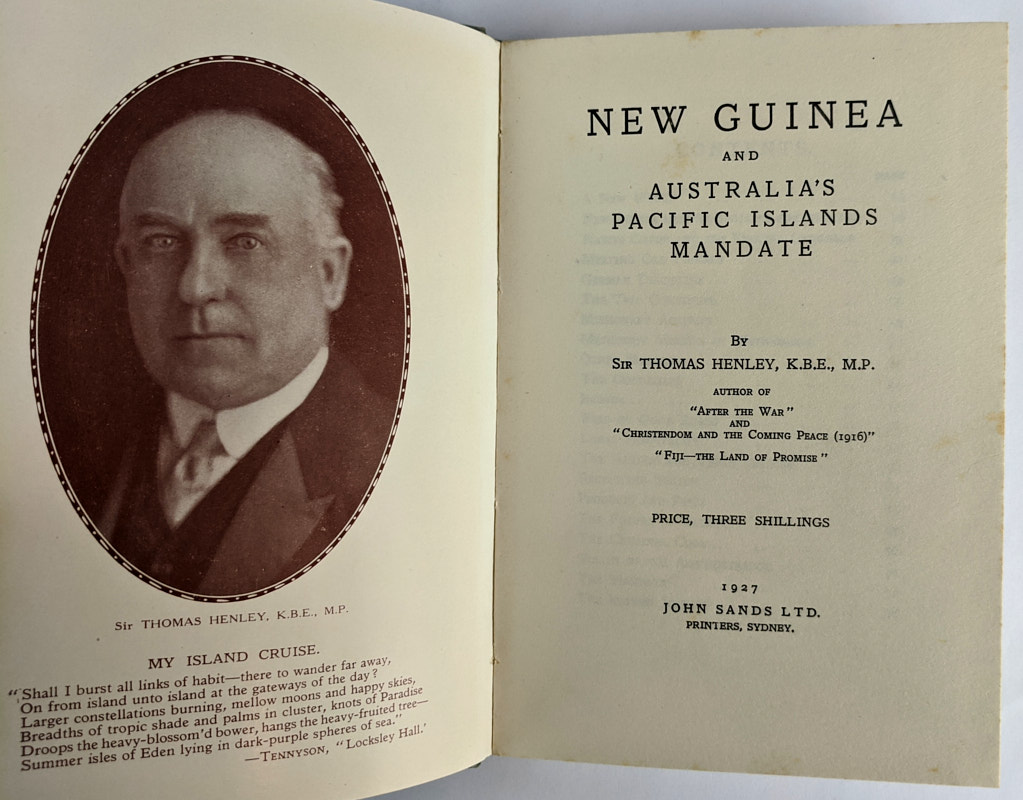 Sir THOMAS HENLEY, K.B.E., M.P.
MY ISLAND CRUISE.
"Shall I burst all links of habit—there to wander far away,
On from island unto island at the gateways of the day?
Larger constellations burning, mellow moons and happy skies,
Breadths of tropic shade and palms in cluster, knots of Paradise
Droops the heavy-blossom'd bower, hangs the heavy-fruited tree—
Summer isles of Eden lying in dark-purple spheres of sea."
—TENNYSON, "Locksley Hall.'
NEW GUINEA
AND
AUSTRALIA'S
PACIFIC ISLANDS
MANDATE
By
Sir THOMAS HENLEY, K.B.E., M.P.
AUTHOR OF
"After the War"
AND
"Christendom and the Coming Peace (1916)"
"Fiji—the Land of Promise"
PRICE, THREE SHILLINGS
1927
JOHN SANDS LTD.
PRINTERS, SYDNEY.